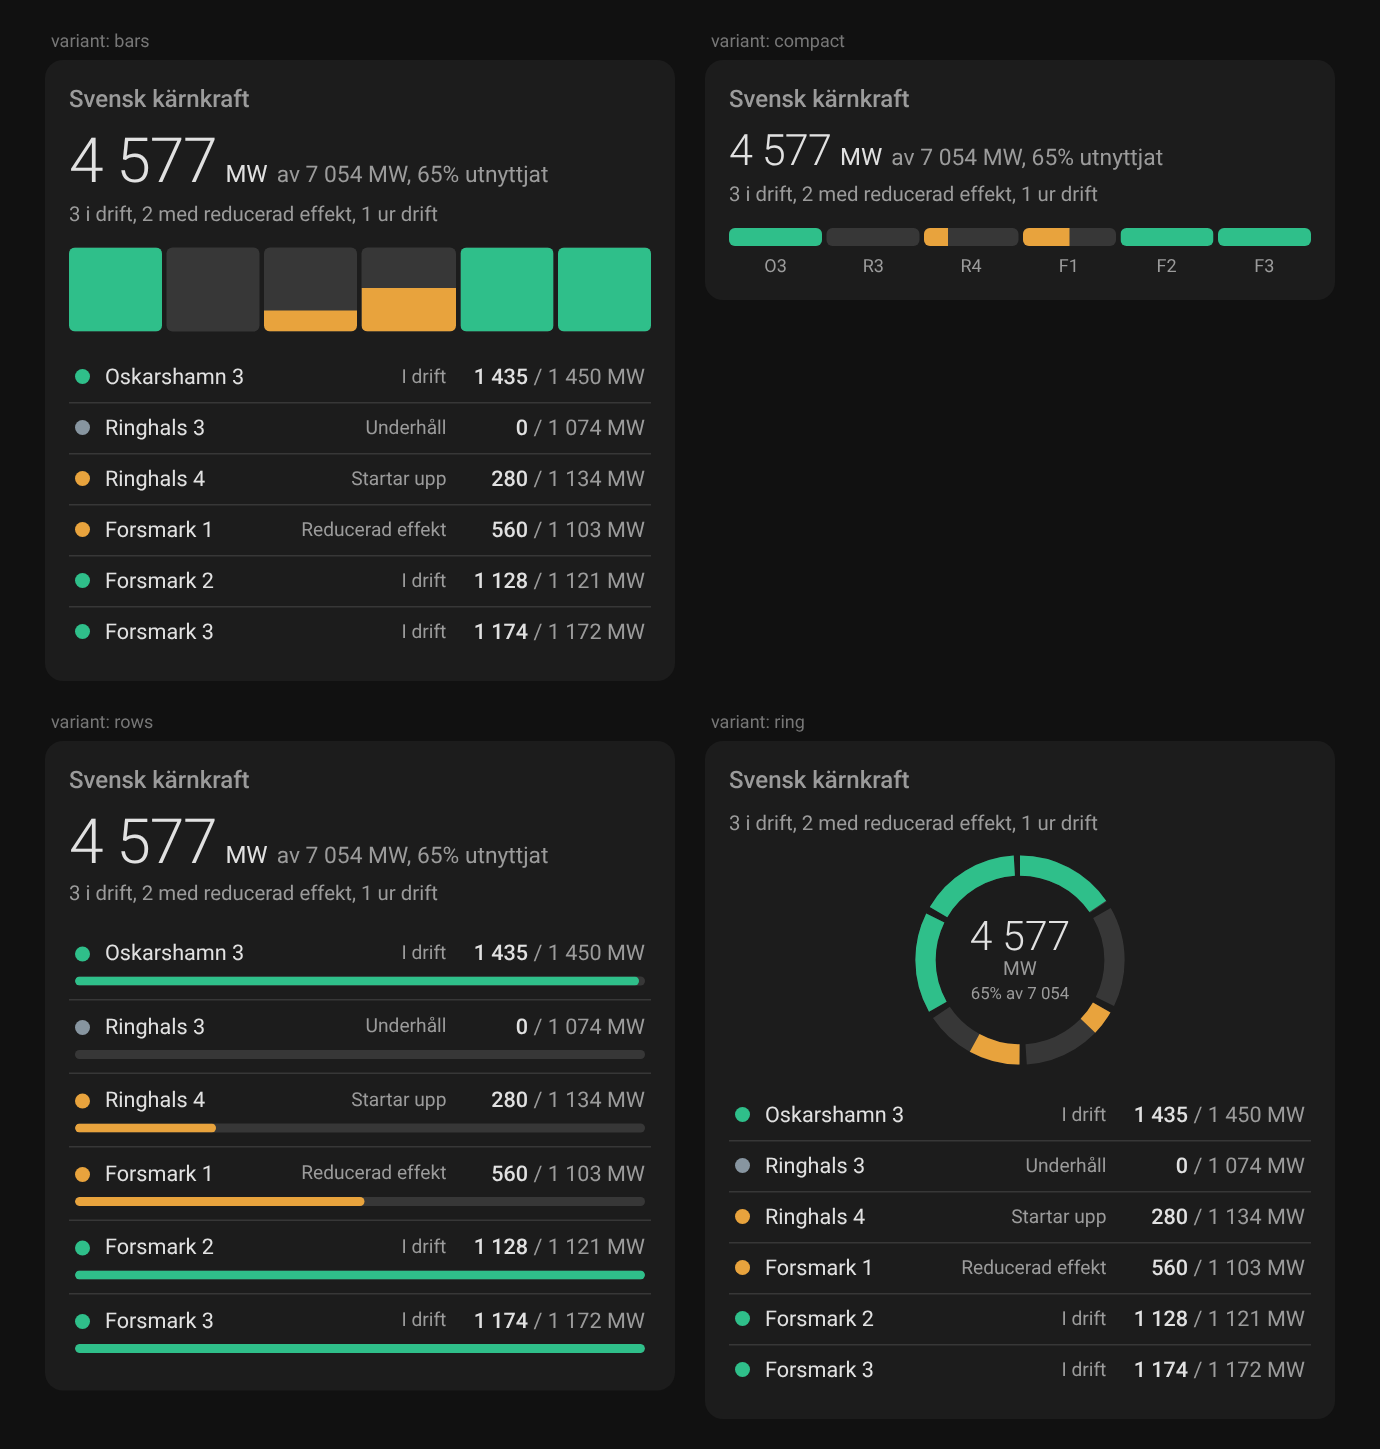 variant: bars
Svensk kärnkraft
4 577 MW av 7 054 MW, 65% utnyttjat
3 i drift, 2 med reducerad effekt, 1 ur drift
Oskarshamn 3 I drift 1 435 / 1 450 MW
Ringhals 3 Underhåll 0 / 1 074 MW
Ringhals 4 Startar upp 280 / 1 134 MW
Forsmark 1 Reducerad effekt 560 / 1 103 MW
Forsmark 2 I drift 1 128 / 1 121 MW
Forsmark 3 I drift 1 174 / 1 172 MW
variant: compact
Svensk kärnkraft
4 577 MW av 7 054 MW, 65% utnyttjat
3 i drift, 2 med reducerad effekt, 1 ur drift
O3 R3 R4 F1 F2 F3
variant: rows
Svensk kärnkraft
4 577 MW av 7 054 MW, 65% utnyttjat
3 i drift, 2 med reducerad effekt, 1 ur drift
Oskarshamn 3 I drift 1 435 / 1 450 MW
Ringhals 3 Underhåll 0 / 1 074 MW
Ringhals 4 Startar upp 280 / 1 134 MW
Forsmark 1 Reducerad effekt 560 / 1 103 MW
Forsmark 2 I drift 1 128 / 1 121 MW
Forsmark 3 I drift 1 174 / 1 172 MW
variant: ring
Svensk kärnkraft
3 i drift, 2 med reducerad effekt, 1 ur drift
4 577
MW
65% av 7 054
Oskarshamn 3 I drift 1 435 / 1 450 MW
Ringhals 3 Underhåll 0 / 1 074 MW
Ringhals 4 Startar upp 280 / 1 134 MW
Forsmark 1 Reducerad effekt 560 / 1 103 MW
Forsmark 2 I drift 1 128 / 1 121 MW
Forsmark 3 I drift 1 174 / 1 172 MW